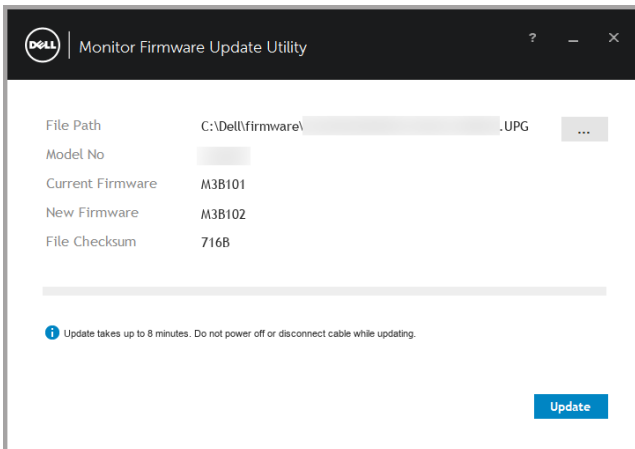 DELL Monitor Firmware Update Utility ? _ ×
File Path C:\Dell\firmware\ .UPG ...
Model No
Current Firmware M3B101
New Firmware M3B102
File Checksum 716B
Update takes up to 8 minutes. Do not power off or disconnect cable while updating.
Update